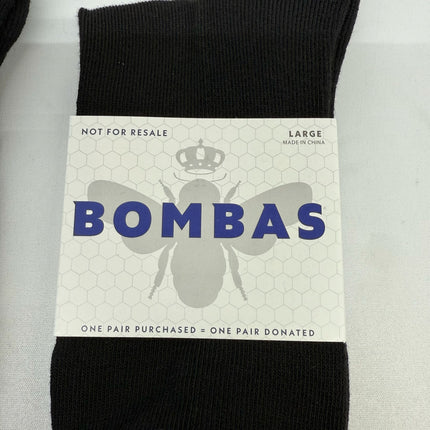 NOT FOR RESALE
LARGE
MADE IN CHINA
BOMBAS
ONE PAIR PURCHASED = ONE PAIR DONATED